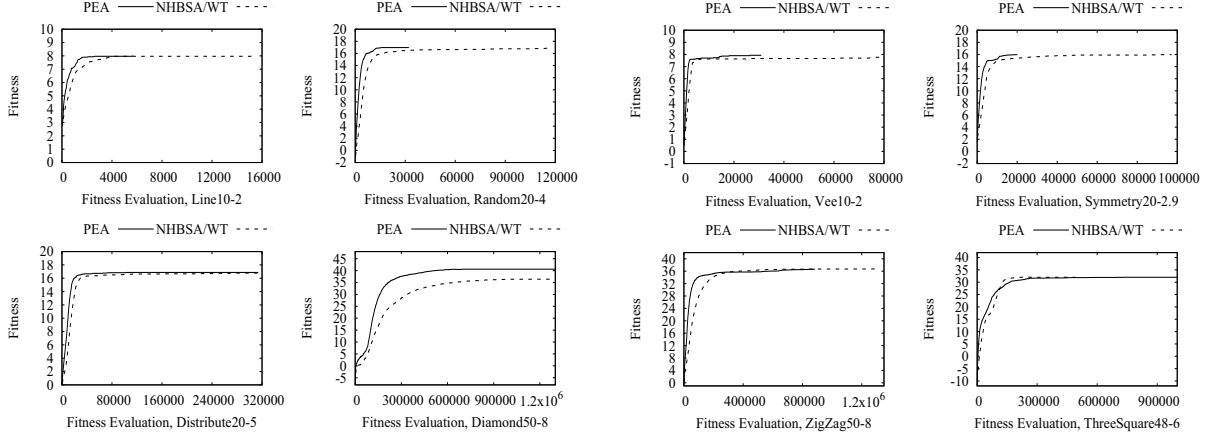 PEA NHBSA/WT
10
9
8
7
6
5
4
3
2
1
0
Fitness
0 4000 8000 12000 16000
Fitness Evaluation, Line10-2
PEA NHBSA/WT
20
18
16
14
12
10
8
6
4
2
0
-2
Fitness
0 30000 60000 90000 120000
Fitness Evaluation, Random20-4
PEA NHBSA/WT
10
9
8
7
6
5
4
3
2
1
0
-1
Fitness
0 20000 40000 60000 80000
Fitness Evaluation, Vee10-2
PEA NHBSA/WT
20
18
16
14
12
10
8
6
4
2
0
-2
Fitness
0 20000 40000 60000 80000 100000
Fitness Evaluation, Symmetry20-2.9
PEA NHBSA/WT
20
18
16
14
12
10
8
6
4
2
0
Fitness
0 80000 160000 240000 320000
Fitness Evaluation, Distribute20-5
PEA NHBSA/WT
45
40
35
30
25
20
15
10
5
0
-5
Fitness
0 300000 600000 900000 1.2x10⁶
Fitness Evaluation, Diamond50-8
PEA NHBSA/WT
40
36
32
28
24
20
16
12
8
4
0
Fitness
0 400000 800000 1.2x10⁶
Fitness Evaluation, ZigZag50-8
PEA NHBSA/WT
40
35
30
25
20
15
10
5
0
-5
-10
Fitness
0 300000 600000 900000
Fitness Evaluation, ThreeSquare48-6